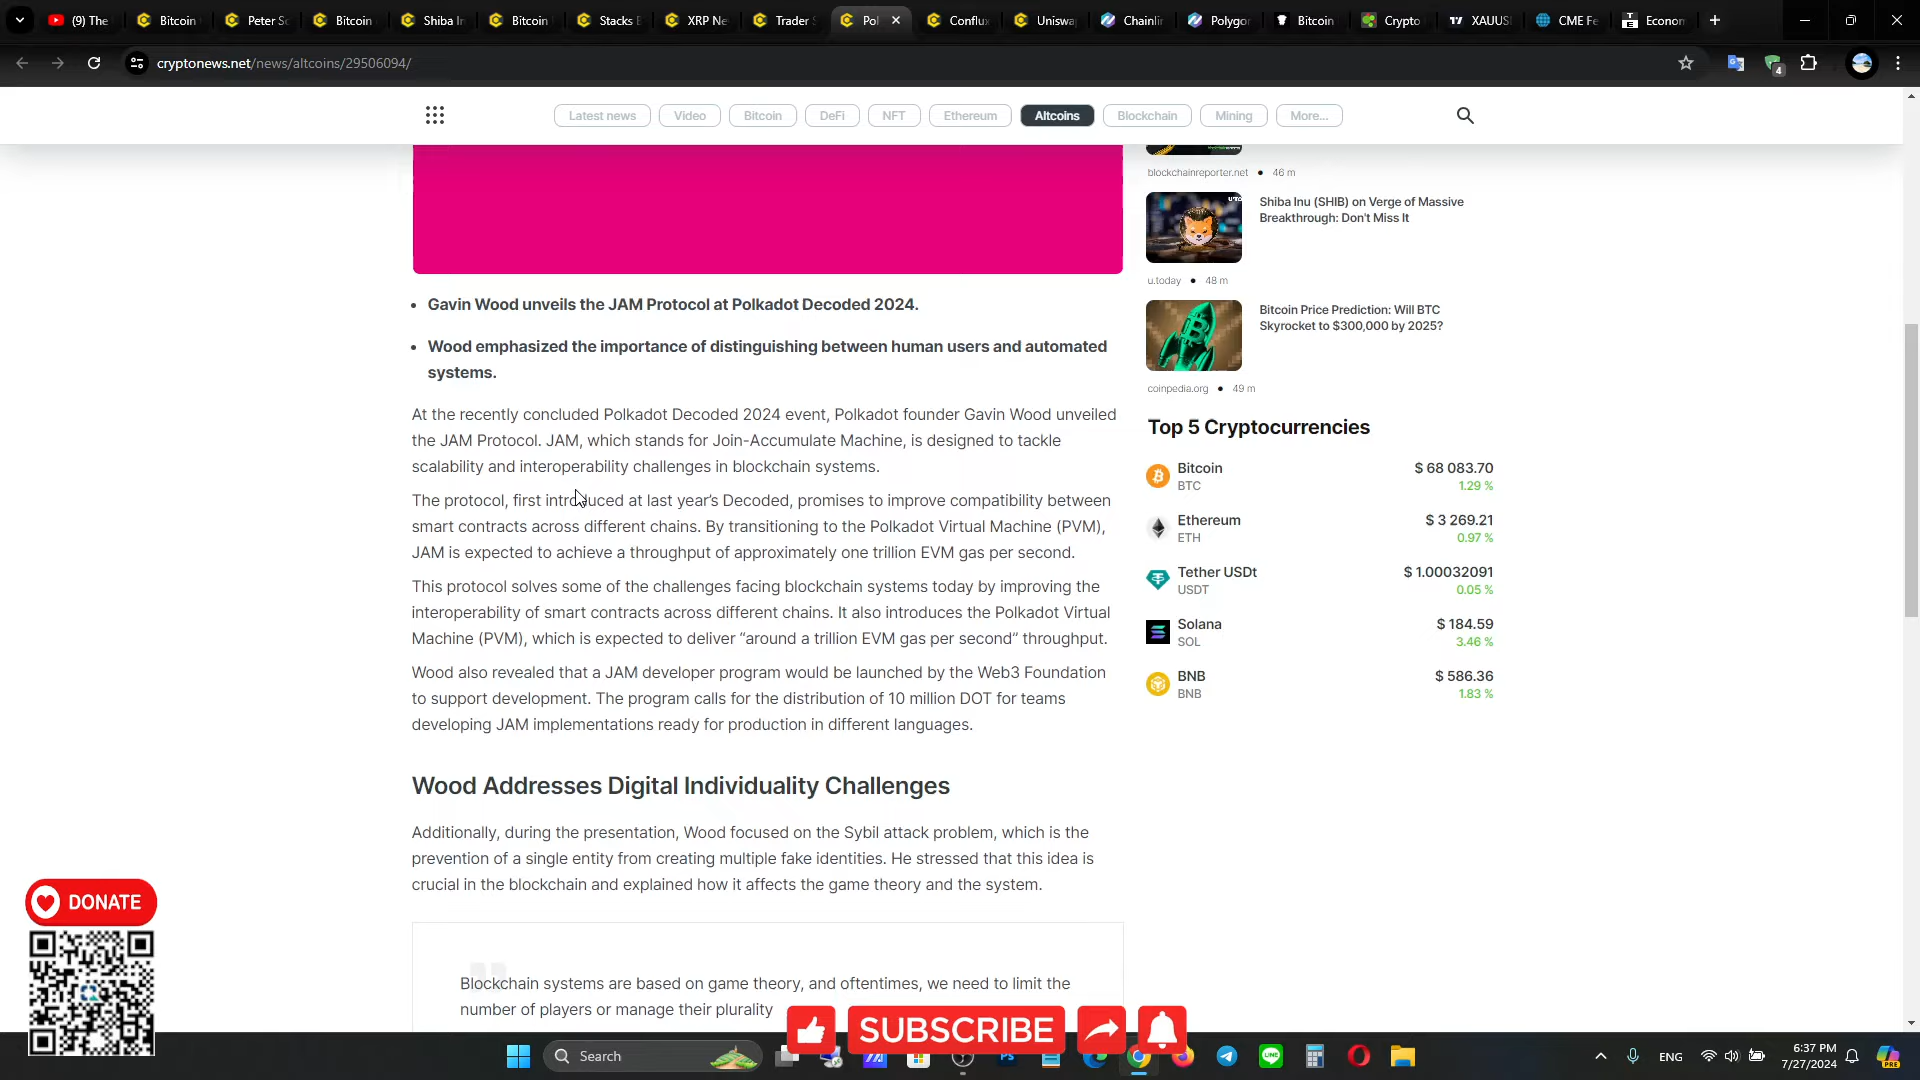 (9) The
Bitcoin
Peter Sc
Bitcoin
Shiba In
Bitcoin
Stacks
XRP Ne
Trader
Pol
Conflux
Uniswa
Chainlin
Polygon
Bitcoin
Crypto
XAUUS
CME Fe
Econon
cryptonews.net/news/altcoins/29506094/
4
Latest news
Video
Bitcoin
DeFi
NFT
Ethereum
Altcoins
Blockchain
Mining
More...
Gavin Wood unveils the JAM Protocol at Polkadot Decoded 2024.
Wood emphasized the importance of distinguishing between human users and automated
systems.
At the recently concluded Polkadot Decoded 2024 event, Polkadot founder Gavin Wood unveiled
the JAM Protocol. JAM, which stands for Join-Accumulate Machine, is designed to tackle
scalability and interoperability challenges in blockchain systems.
The protocol, first introduced at last year's Decoded, promises to improve compatibility between
smart contracts across different chains. By transitioning to the Polkadot Virtual Machine (PVM),
JAM is expected to achieve a throughput of approximately one trillion EVM gas per second.
This protocol solves some of the challenges facing blockchain systems today by improving the
interoperability of smart contracts across different chains. It also introduces the Polkadot Virtual
Machine (PVM), which is expected to deliver “around a trillion EVM gas per second” throughput.
Wood also revealed that a JAM developer program would be launched by the Web3 Foundation
to support development. The program calls for the distribution of 10 million DOT for teams
developing JAM implementations ready for production in different languages.
Wood Addresses Digital Individuality Challenges
Additionally, during the presentation, Wood focused on the Sybil attack problem, which is the
prevention of a single entity from creating multiple fake identities. He stressed that this idea is
crucial in the blockchain and explained how it affects the game theory and the system.
Blockchain systems are based on game theory, and oftentimes, we need to limit the
number of players or manage their plurality
blockchainreporter.net • 46 m
Shiba Inu (SHIB) on Verge of Massive
Breakthrough: Don't Miss It
u.today • 48 m
Bitcoin Price Prediction: Will BTC
Skyrocket to $300,000 by 2025?
coinpedia.org • 49 m
Top 5 Cryptocurrencies
Bitcoin $ 68 083.70
BTC 1.29 %
Ethereum $ 3 269.21
ETH 0.97 %
Tether USDt $ 1.00032091
USDT 0.05 %
Solana $ 184.59
SOL 3.46 %
BNB $ 586.36
BNB 1.83 %
DONATE
SUBSCRIBE
Search
ENG
6:37 PM
7/27/2024